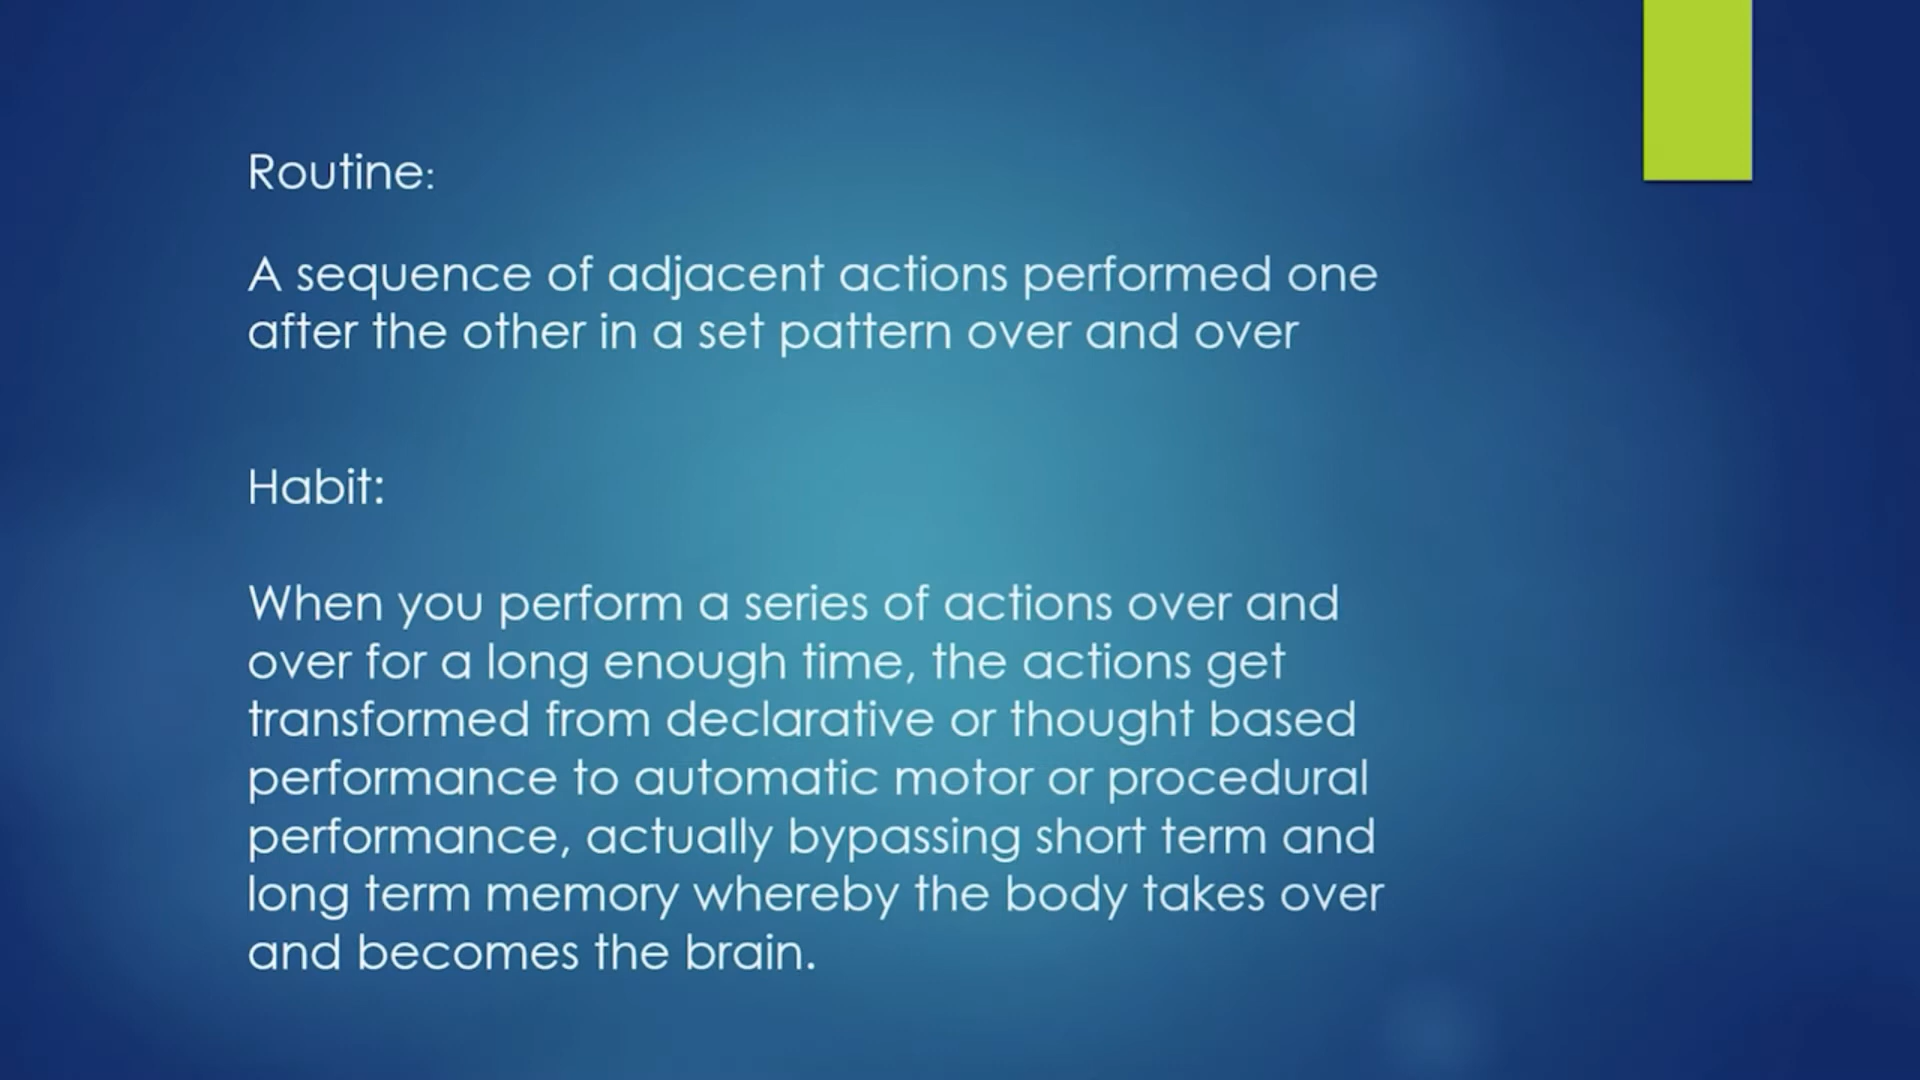 Routine:
A sequence of adjacent actions performed one
after the other in a set pattern over and over
Habit:
When you perform a series of actions over and
over for a long enough time, the actions get
transformed from declarative or thought based
performance to automatic motor or procedural
performance, actually bypassing short term and
long term memory whereby the body takes over
and becomes the brain.